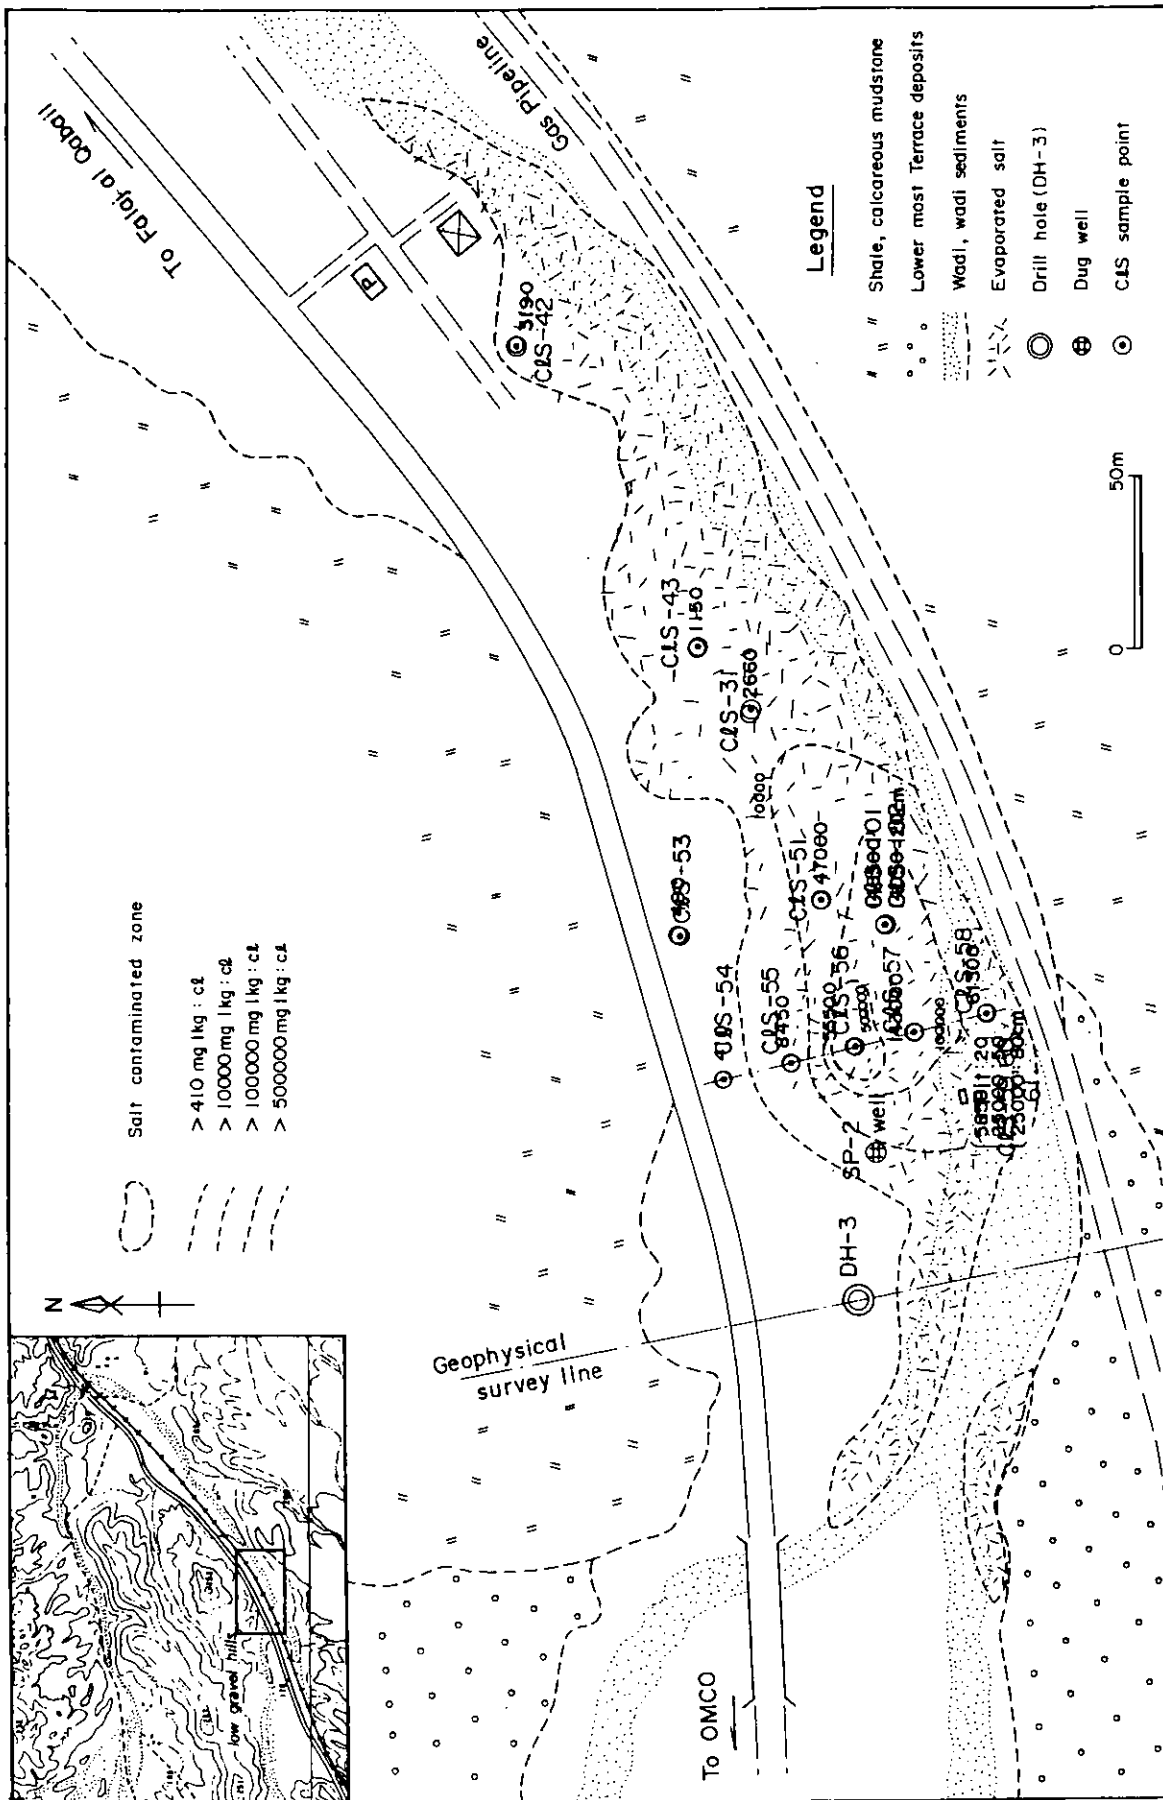 Salt contaminated zone
> 410 mg / kg : cl
> 10000 mg / kg : cl
> 100000 mg / kg : cl
> 500000 mg / kg : cl
N
low gravel hills
To Falaj-al Qabail
Gas Pipeline
P
3190
ClS-42
ClS-43
1150
ClS-31
2660
10000
ClS-53
ClS-51
47000
ClS-54
ClS-55
8450
ClS-56
500000
57
100000
ClS-58
61300
SP-2
well
DH-3
Geophysical
survey line
To OMCO
Legend
Shale, calcareous mudstone
Lower most Terrace deposits
Wadi, wadi sediments
Evaporated salt
Drill hole (DH-3)
Dug well
ClS sample point
0 50m